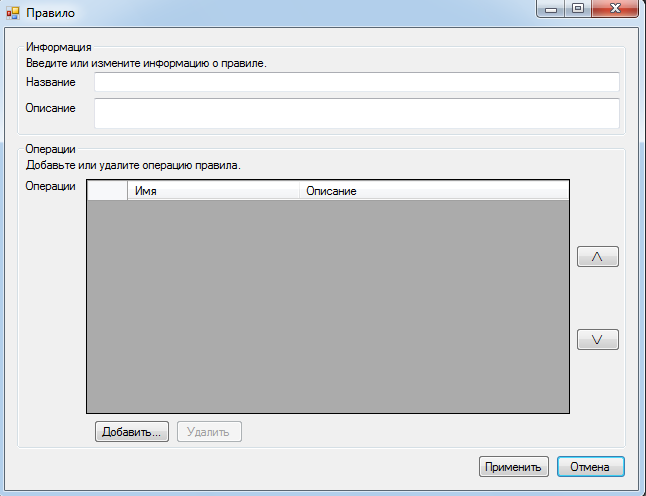 Правило
Информация
Введите или измените информацию о правиле.
Название
Описание
Операции
Добавьте или удалите операцию правила.
Операции
Имя Описание
Добавить... Удалить
Применить Отмена